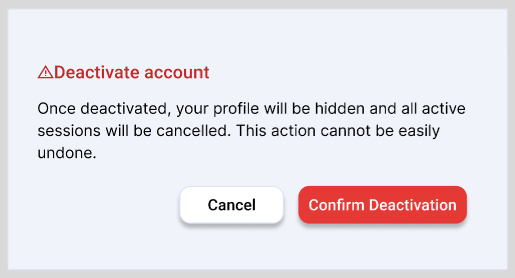 Deactivate account
Once deactivated, your profile will be hidden and all active
sessions will be cancelled. This action cannot be easily
undone.
Cancel
Confirm Deactivation